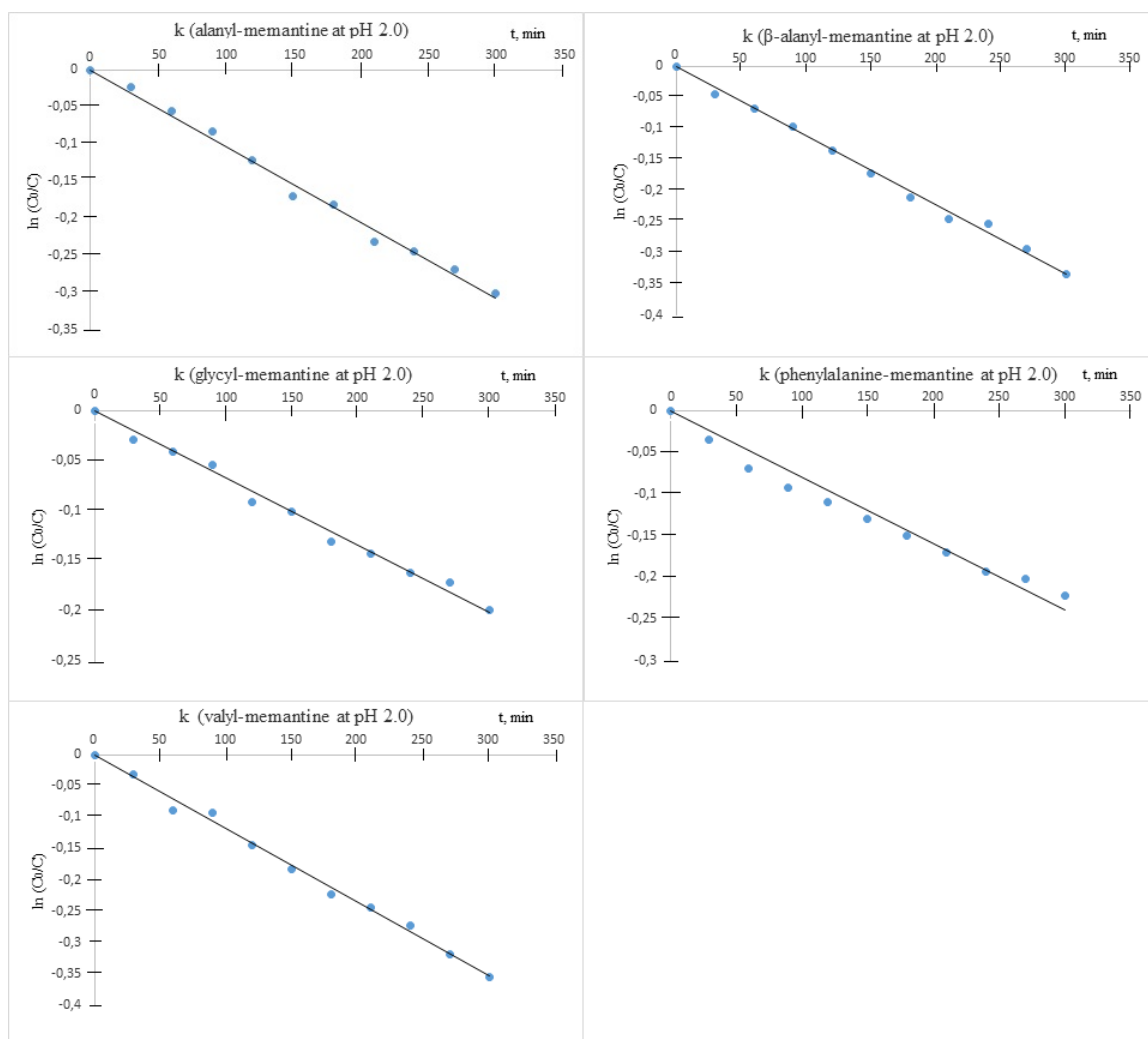 k (alanyl-memantine at pH 2.0)
t, min
0 50 100 150 200 250 300 350
0
-0,05
-0,1
-0,15
-0,2
-0,25
-0,3
-0,35
ln (Co/C)
k (β-alanyl-memantine at pH 2.0)
t, min
0 50 100 150 200 250 300 350
0
-0,05
-0,1
-0,15
-0,2
-0,25
-0,3
-0,35
-0,4
ln (Co/C)
k (glycyl-memantine at pH 2.0)
t, min
0 50 100 150 200 250 300 350
0
-0,05
-0,1
-0,15
-0,2
-0,25
ln (Co/C)
k (phenylalanine-memantine at pH 2.0)
t, min
0 50 100 150 200 250 300 350
0
-0,05
-0,1
-0,15
-0,2
-0,25
-0,3
ln (Co/C)
k (valyl-memantine at pH 2.0)
t, min
0 50 100 150 200 250 300 350
0
-0,05
-0,1
-0,15
-0,2
-0,25
-0,3
-0,35
-0,4
ln (Co/C)